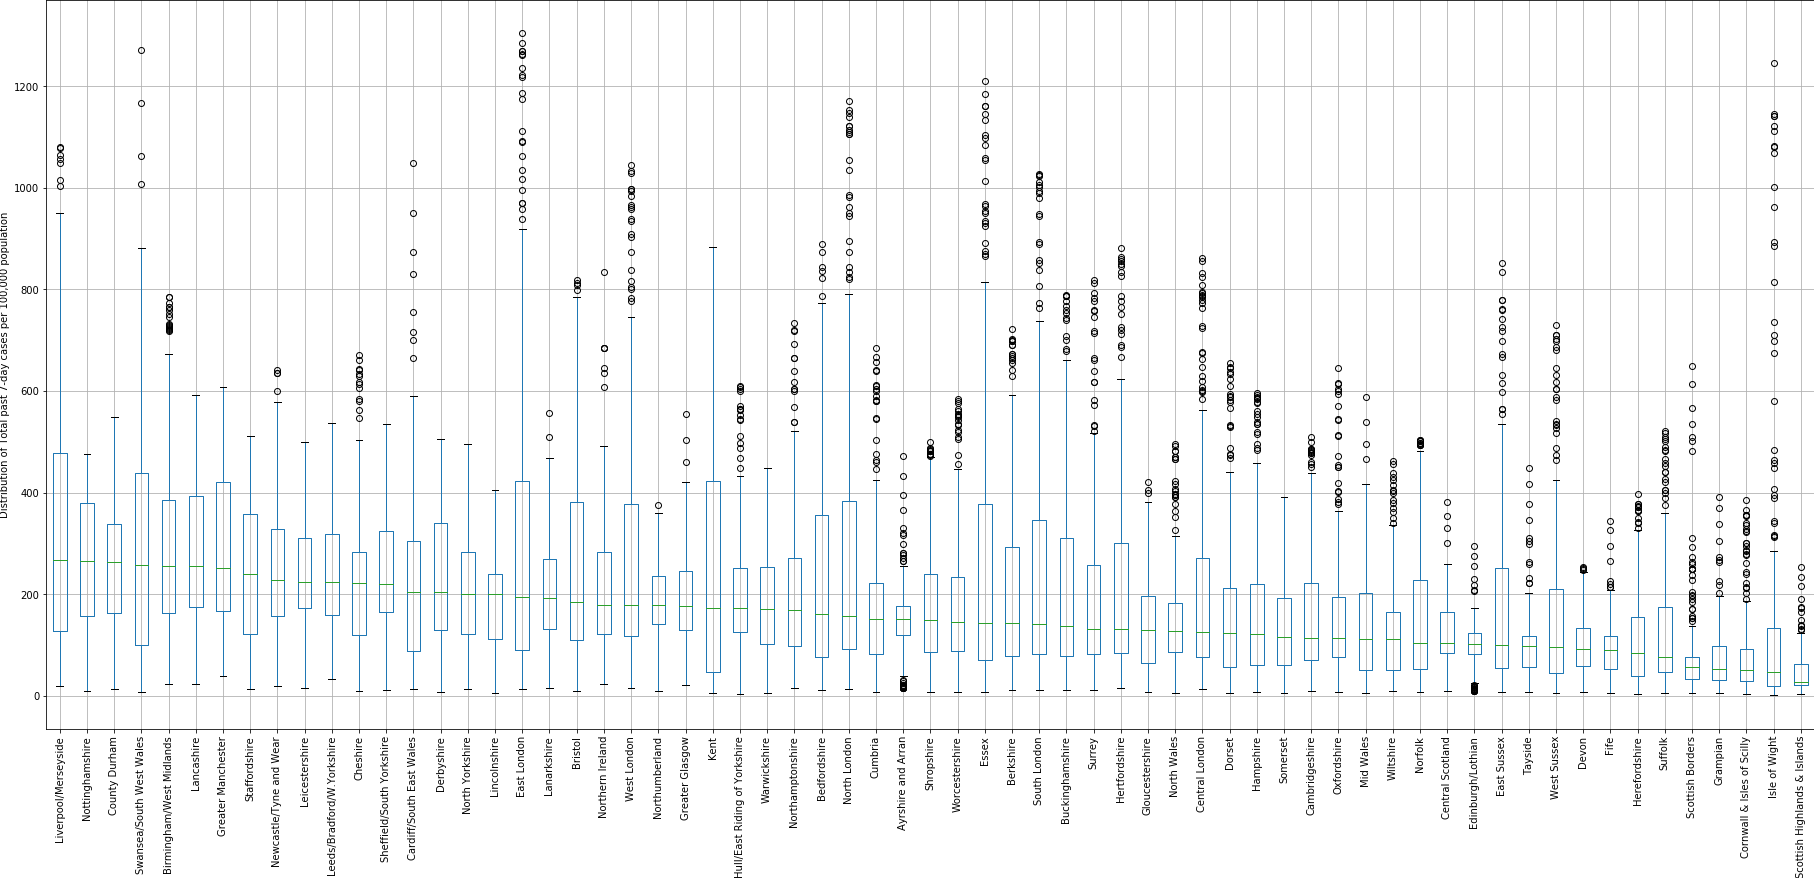 Distribution of Total past 7-day cases per 100,000 population
1200
1000
800
600
400
200
0
Liverpool/Merseyside
Nottinghamshire
County Durham
Swansea/South West Wales
Birmingham/West Midlands
Lancashire
Greater Manchester
Staffordshire
Newcastle/Tyne and Wear
Leicestershire
Leeds/Bradford/W.Yorkshire
Cheshire
Sheffield/South Yorkshire
Cardiff/South East Wales
Derbyshire
North Yorkshire
Lincolnshire
East London
Lanarkshire
Bristol
Northern Ireland
West London
Northumberland
Greater Glasgow
Kent
Hull/East Riding of Yorkshire
Warwickshire
Northamptonshire
Bedfordshire
North London
Cumbria
Ayrshire and Arran
Shropshire
Worcestershire
Essex
Berkshire
South London
Buckinghamshire
Surrey
Hertfordshire
Gloucestershire
North Wales
Central London
Dorset
Hampshire
Somerset
Cambridgeshire
Oxfordshire
Mid Wales
Wiltshire
Norfolk
Central Scotland
Edinburgh/Lothian
East Sussex
Tayside
West Sussex
Devon
Fife
Herefordshire
Suffolk
Scottish Borders
Grampian
Cornwall & Isles of Scilly
Isle of Wight
Scottish Highlands & Islands